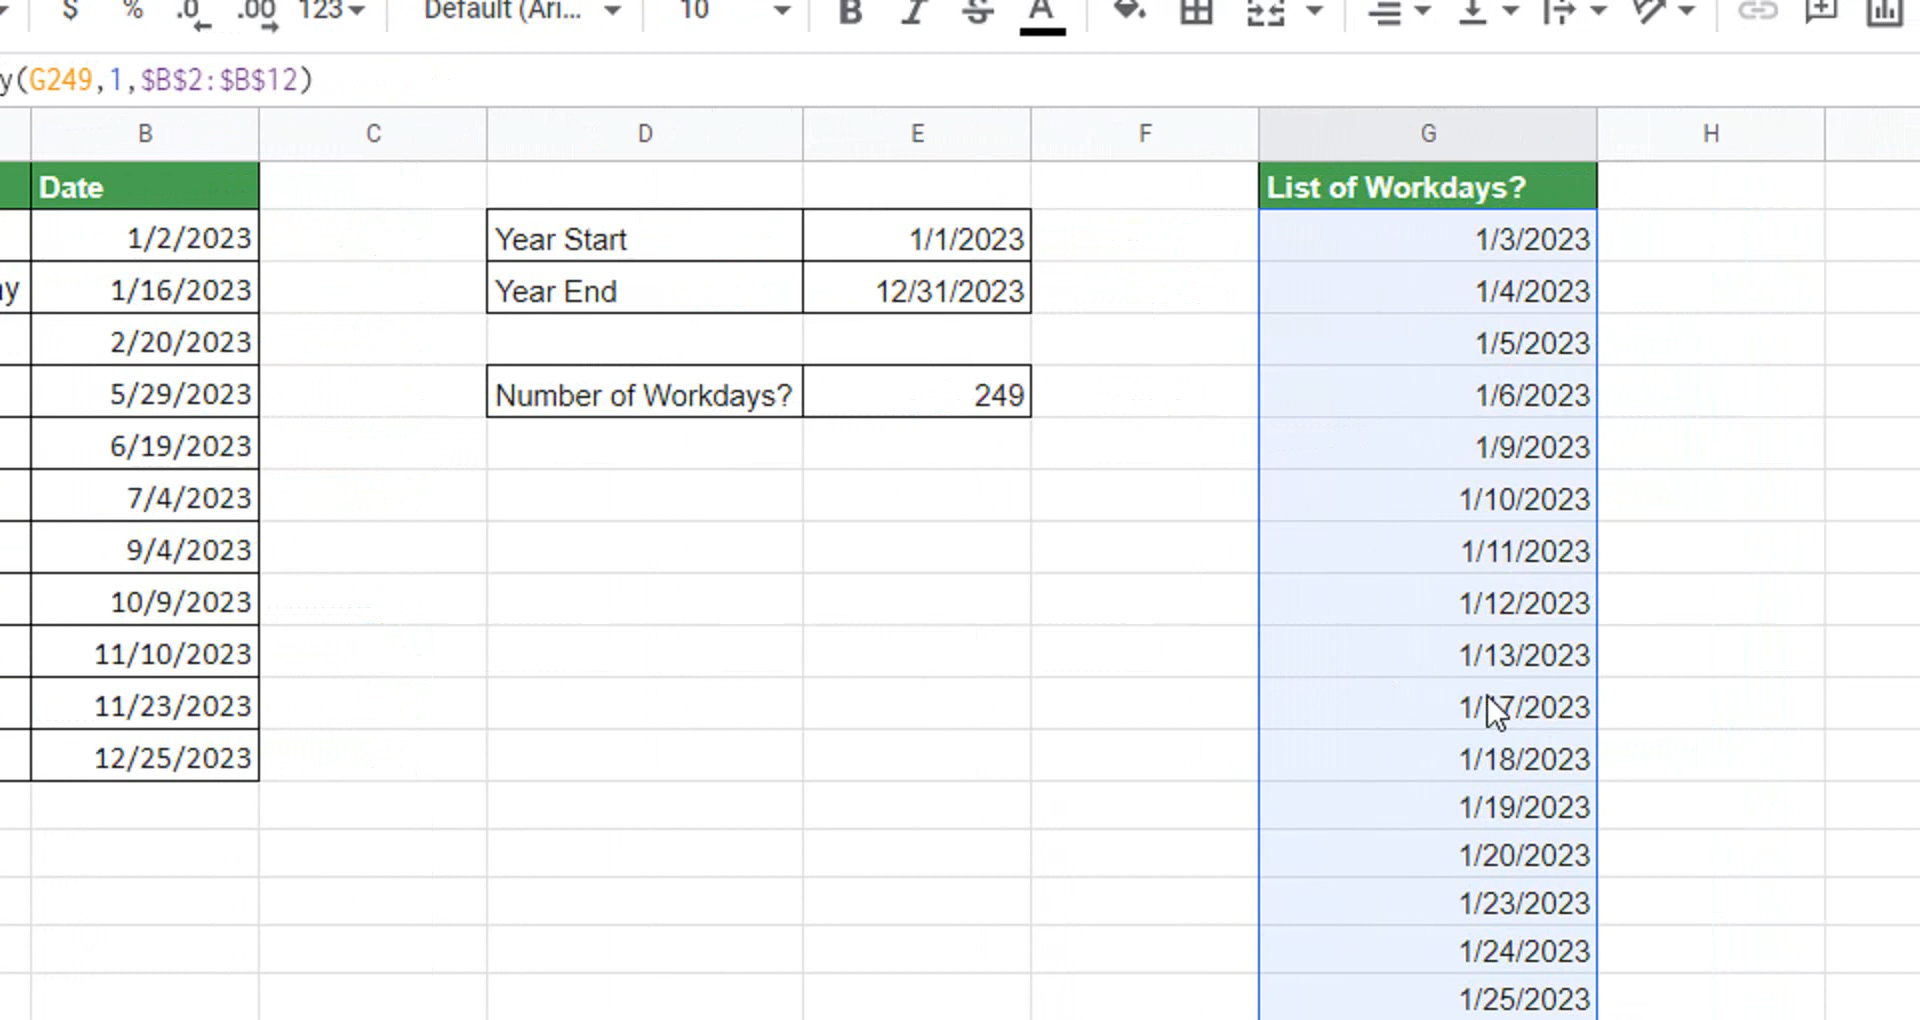 $ % .0 .00 123 Default (Ari... 10 B I S A
y(G249,1,$B$2:$B$12)
B C D E F G H
Date List of Workdays?
1/2/2023 Year Start 1/1/2023 1/3/2023
ay 1/16/2023 Year End 12/31/2023 1/4/2023
2/20/2023 1/5/2023
5/29/2023 Number of Workdays? 249 1/6/2023
6/19/2023 1/9/2023
7/4/2023 1/10/2023
9/4/2023 1/11/2023
10/9/2023 1/12/2023
11/10/2023 1/13/2023
11/23/2023
12/25/2023 1/18/2023
1/19/2023
1/20/2023
1/23/2023
1/24/2023
1/25/2023